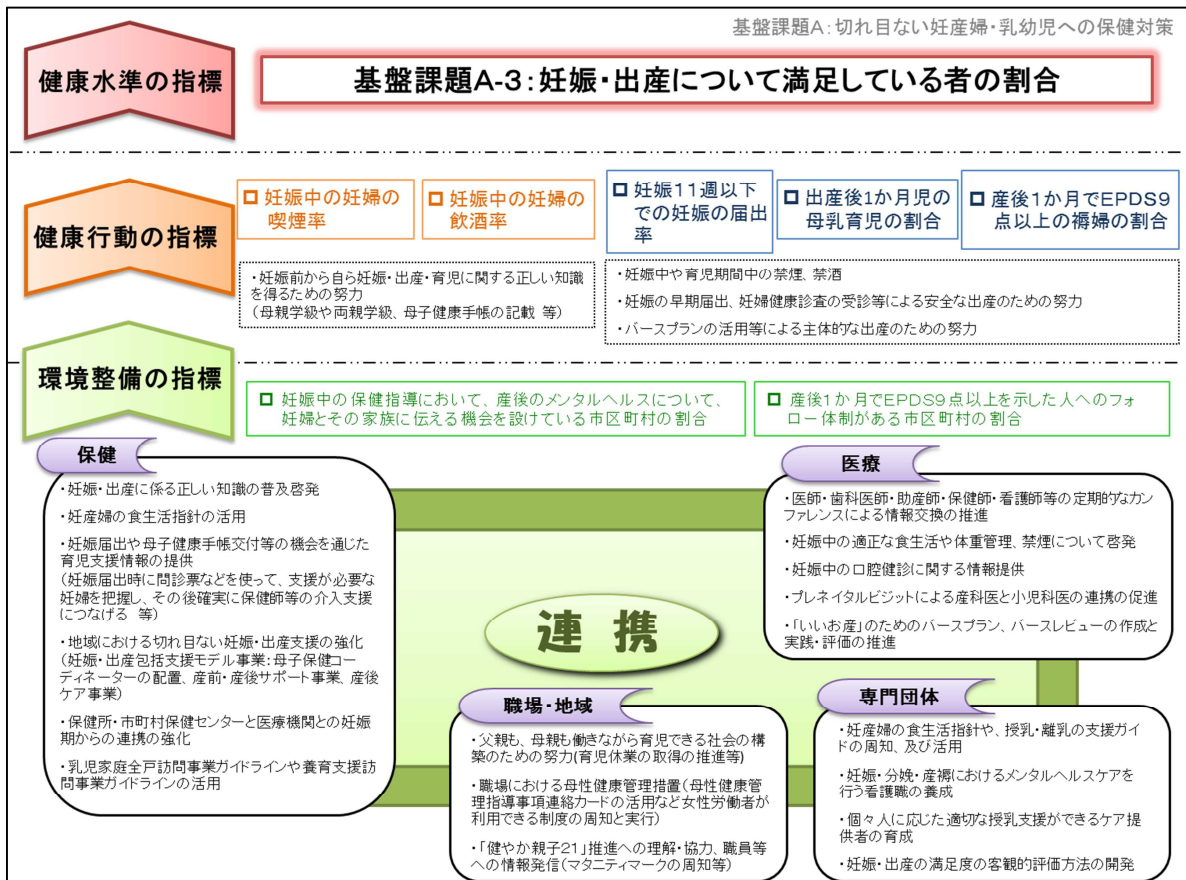 基盤課題A：切れ目ない妊産婦・乳幼児への保健対策
健康水準の指標
基盤課題A-3：妊娠・出産について満足している者の割合
健康行動の指標
□ 妊娠中の妊婦の
喫煙率
□ 妊娠中の妊婦の
飲酒率
□ 妊娠11週以下
での妊娠の届出
率
□ 出産後1か月児の
母乳育児の割合
□ 産後1か月でEPDS9
点以上の褥婦の割合
・妊娠前から自ら妊娠・出産・育児に関する正しい知識
を得るための努力
（母親学級や両親学級、母子健康手帳の記載 等）
・妊娠中や育児期間中の禁煙、禁酒
・妊娠の早期届出、妊婦健康診査の受診等による安全な出産のための努力
・バースプランの活用等による主体的な出産のための努力
環境整備の指標
□ 妊娠中の保健指導において、産後のメンタルヘルスについて、
妊婦とその家族に伝える機会を設けている市区町村の割合
□ 産後1か月でEPDS9点以上を示した人へのフォ
ロー体制がある市区町村の割合
保健
・妊娠・出産に係る正しい知識の普及啓発
・妊産婦の食生活指針の活用
・妊娠届出や母子健康手帳交付等の機会を通じた
育児支援情報の提供
（妊娠届出時に問診票などを使って、支援が必要な
妊婦を把握し、その後確実に保健師等の介入支援
につなげる 等）
・地域における切れ目ない妊娠・出産支援の強化
（妊娠・出産包括支援モデル事業：母子保健コー
ディネーターの配置、産前・産後サポート事業、産後
ケア事業）
・保健所・市町村保健センターと医療機関との妊娠
期からの連携の強化
・乳児家庭全戸訪問事業ガイドラインや養育支援訪
問事業ガイドラインの活用
連携
医療
・医師・歯科医師・助産師・保健師・看護師等の定期的なカン
ファレンスによる情報交換の推進
・妊娠中の適正な食生活や体重管理、禁煙について啓発
・妊娠中の口腔健診に関する情報提供
・プレネイタルビジットによる産科医と小児科医の連携の促進
・「いいお産」のためのバースプラン、バースレビューの作成と
実践・評価の推進
職場・地域
・父親も、母親も働きながら育児できる社会の構
築のための努力(育児休業の取得の推進等)
・職場における母性健康管理措置(母性健康管
理指導事項連絡カードの活用など女性労働者が
利用できる制度の周知と実行)
・「健やか親子21」推進への理解・協力、職員等
への情報発信(マタニティマークの周知等)
専門団体
・妊産婦の食生活指針や、授乳・離乳の支援ガイ
ドの周知、及び活用
・妊娠・分娩・産褥におけるメンタルヘルスケアを
行う看護職の養成
・個々人に応じた適切な授乳支援ができるケア提
供者の育成
・妊娠・出産の満足度の客観的評価方法の開発